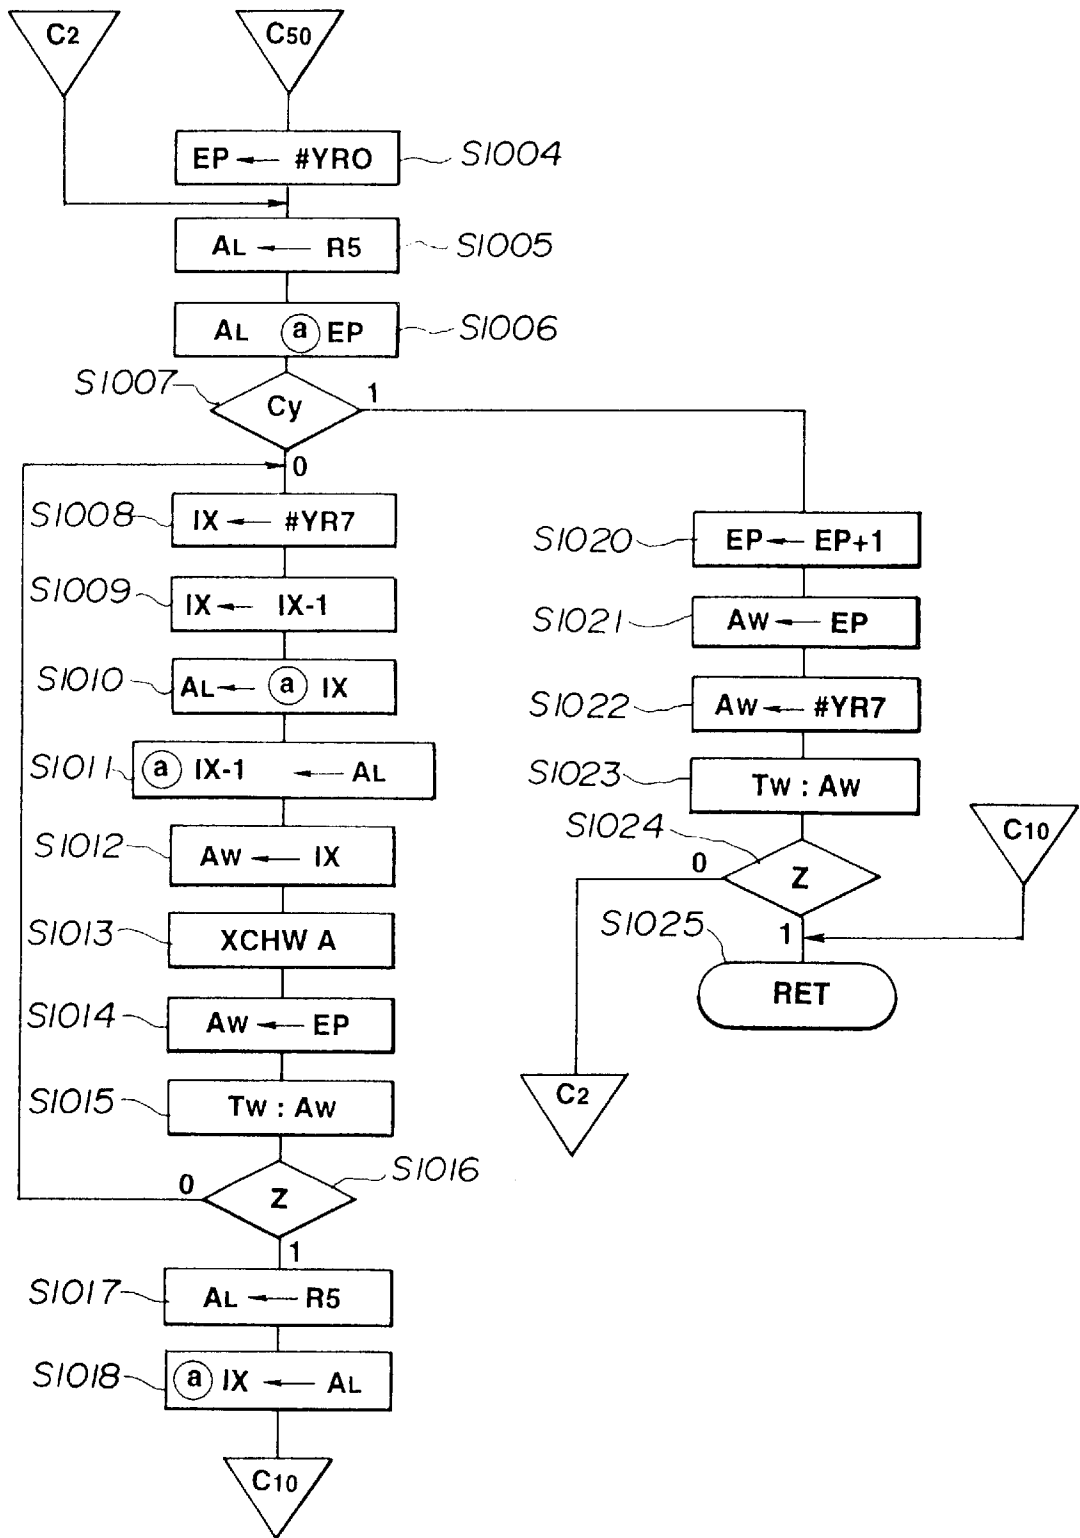 C2
C50
EP ← #YRO
S1004
AL ← R5
S1005
AL ⓐ EP
S1006
S1007
Cy
1
0
S1008
IX ← #YR7
S1009
IX ← IX-1
S1010
AL ← ⓐ IX
S1011
ⓐ IX-1 ← AL
S1012
AW ← IX
S1013
XCHW A
S1014
AW ← EP
S1015
TW : AW
S1016
0
Z
1
S1017
AL ← R5
S1018
ⓐ IX ← AL
C10
S1020
EP ← EP+1
S1021
AW ← EP
S1022
AW ← #YR7
S1023
TW : AW
S1024
0
Z
C10
S1025
1
RET
C2